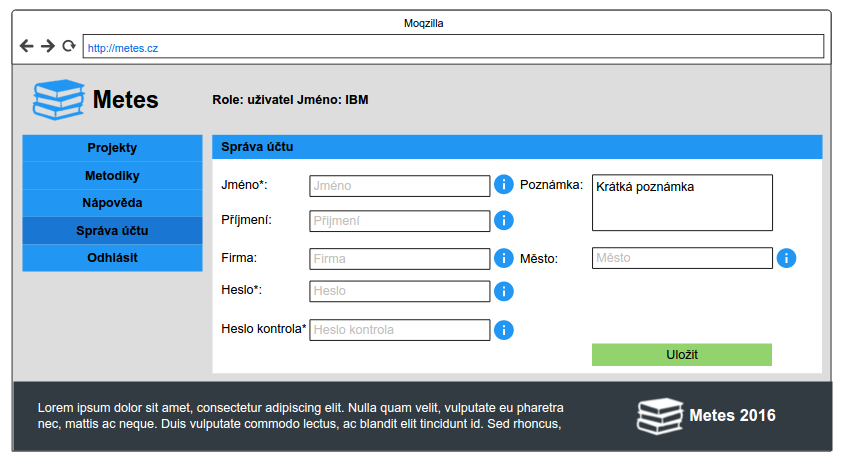 Moqzilla
http://metes.cz
Metes
Role: uživatel Jméno: IBM
Projekty
Metodiky
Nápověda
Správa účtu
Odhlásit
Správa účtu
Jméno*:
Jméno
Poznámka:
Krátká poznámka
Příjmení:
Příjmení
Firma:
Firma
Město:
Město
Heslo*:
Heslo
Heslo kontrola*
Heslo kontrola
Uložit
Lorem ipsum dolor sit amet, consectetur adipiscing elit. Nulla quam velit, vulputate eu pharetra
nec, mattis ac neque. Duis vulputate commodo lectus, ac blandit elit tincidunt id. Sed rhoncus,
Metes 2016